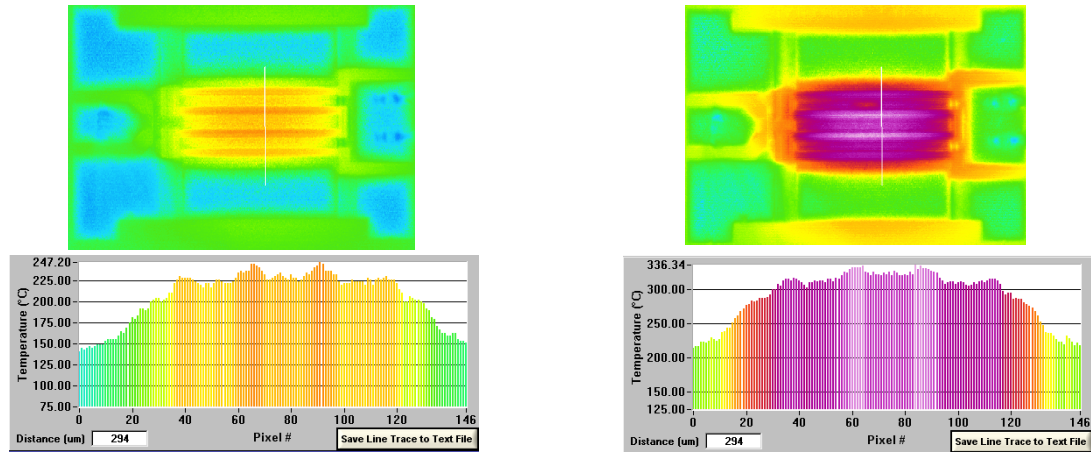 247.20
225.00
200.00
175.00
150.00
125.00
100.00
75.00
Temperature (°C)
0 20 40 60 80 100 120 146
Distance (um) 294 Pixel # Save Line Trace to Text File
336.34
300.00
250.00
200.00
150.00
125.00
Temperature (°C)
0 20 40 60 80 100 120 146
Distance (um) 294 Pixel # Save Line Trace to Text File